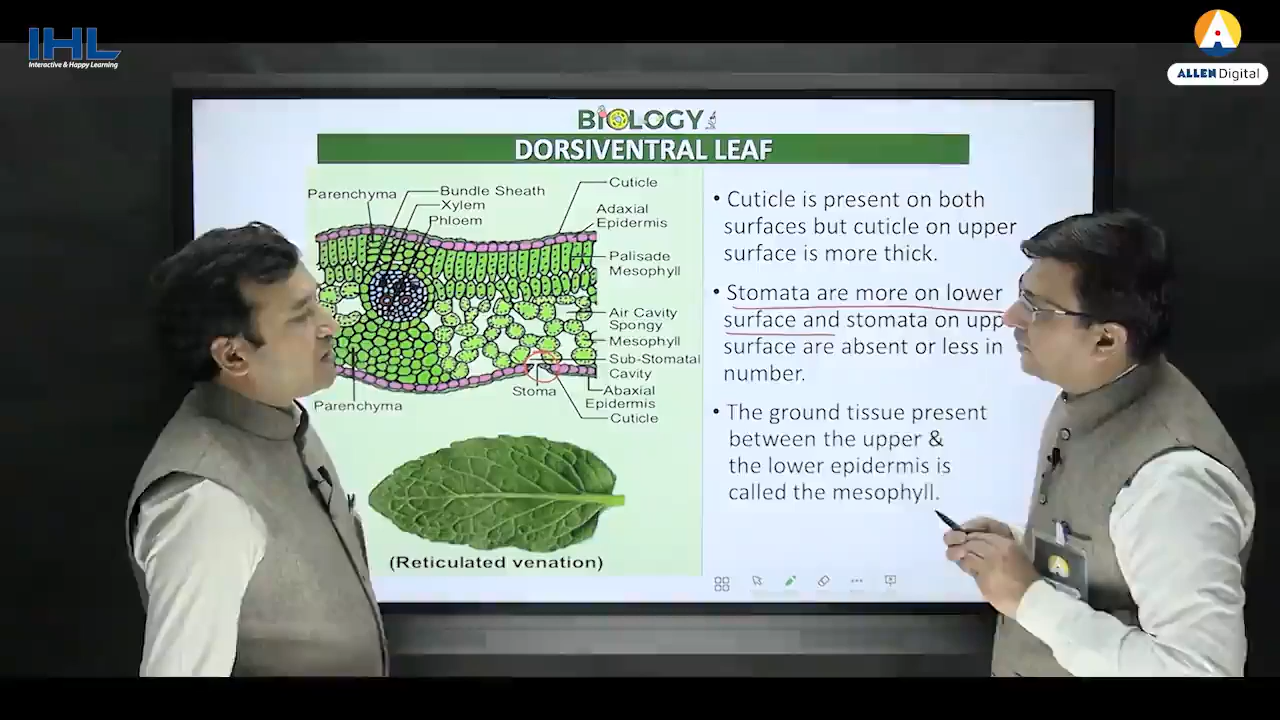 IHL
Interactive & Happy Learning
A
ALLEN Digital
BIOLOGY
DORSIVENTRAL LEAF
Parenchyma
Bundle Sheath
Xylem
Phloem
Cuticle
Adaxial
Epidermis
Palisade
Mesophyll
Air Cavity
Spongy
Mesophyll
Sub-Stomatal
Cavity
Stoma
Abaxial
Epidermis
Cuticle
Parenchyma
(Reticulated venation)
• Cuticle is present on both
surfaces but cuticle on upper
surface is more thick.
• Stomata are more on lower
surface and stomata on upp
surface are absent or less in
number.
• The ground tissue present
between the upper &
the lower epidermis is
called the mesophyll.